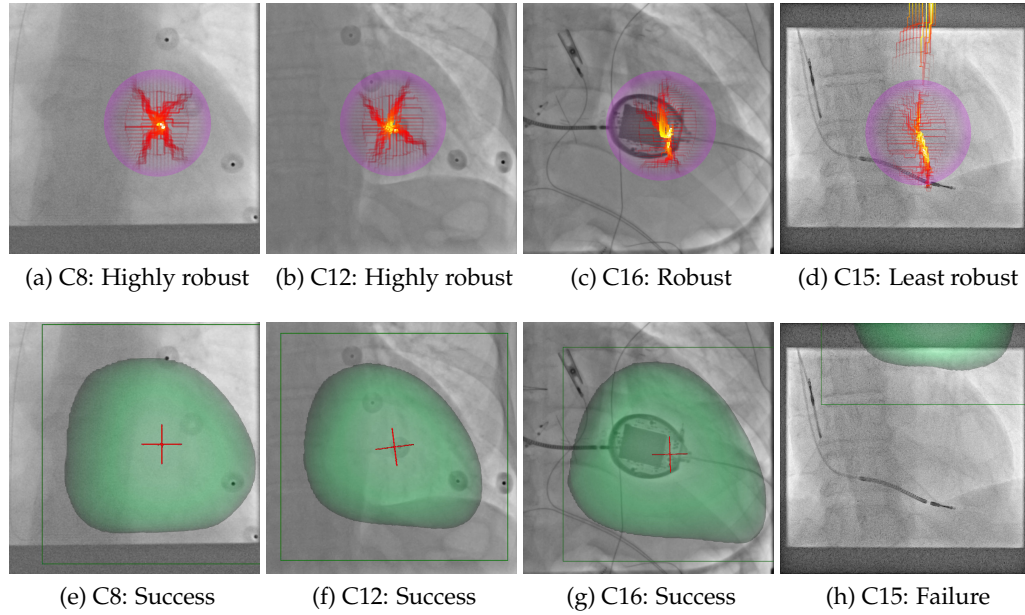 (a) C8: Highly robust
(b) C12: Highly robust
(c) C16: Robust
(d) C15: Least robust
(e) C8: Success
(f) C12: Success
(g) C16: Success
(h) C15: Failure